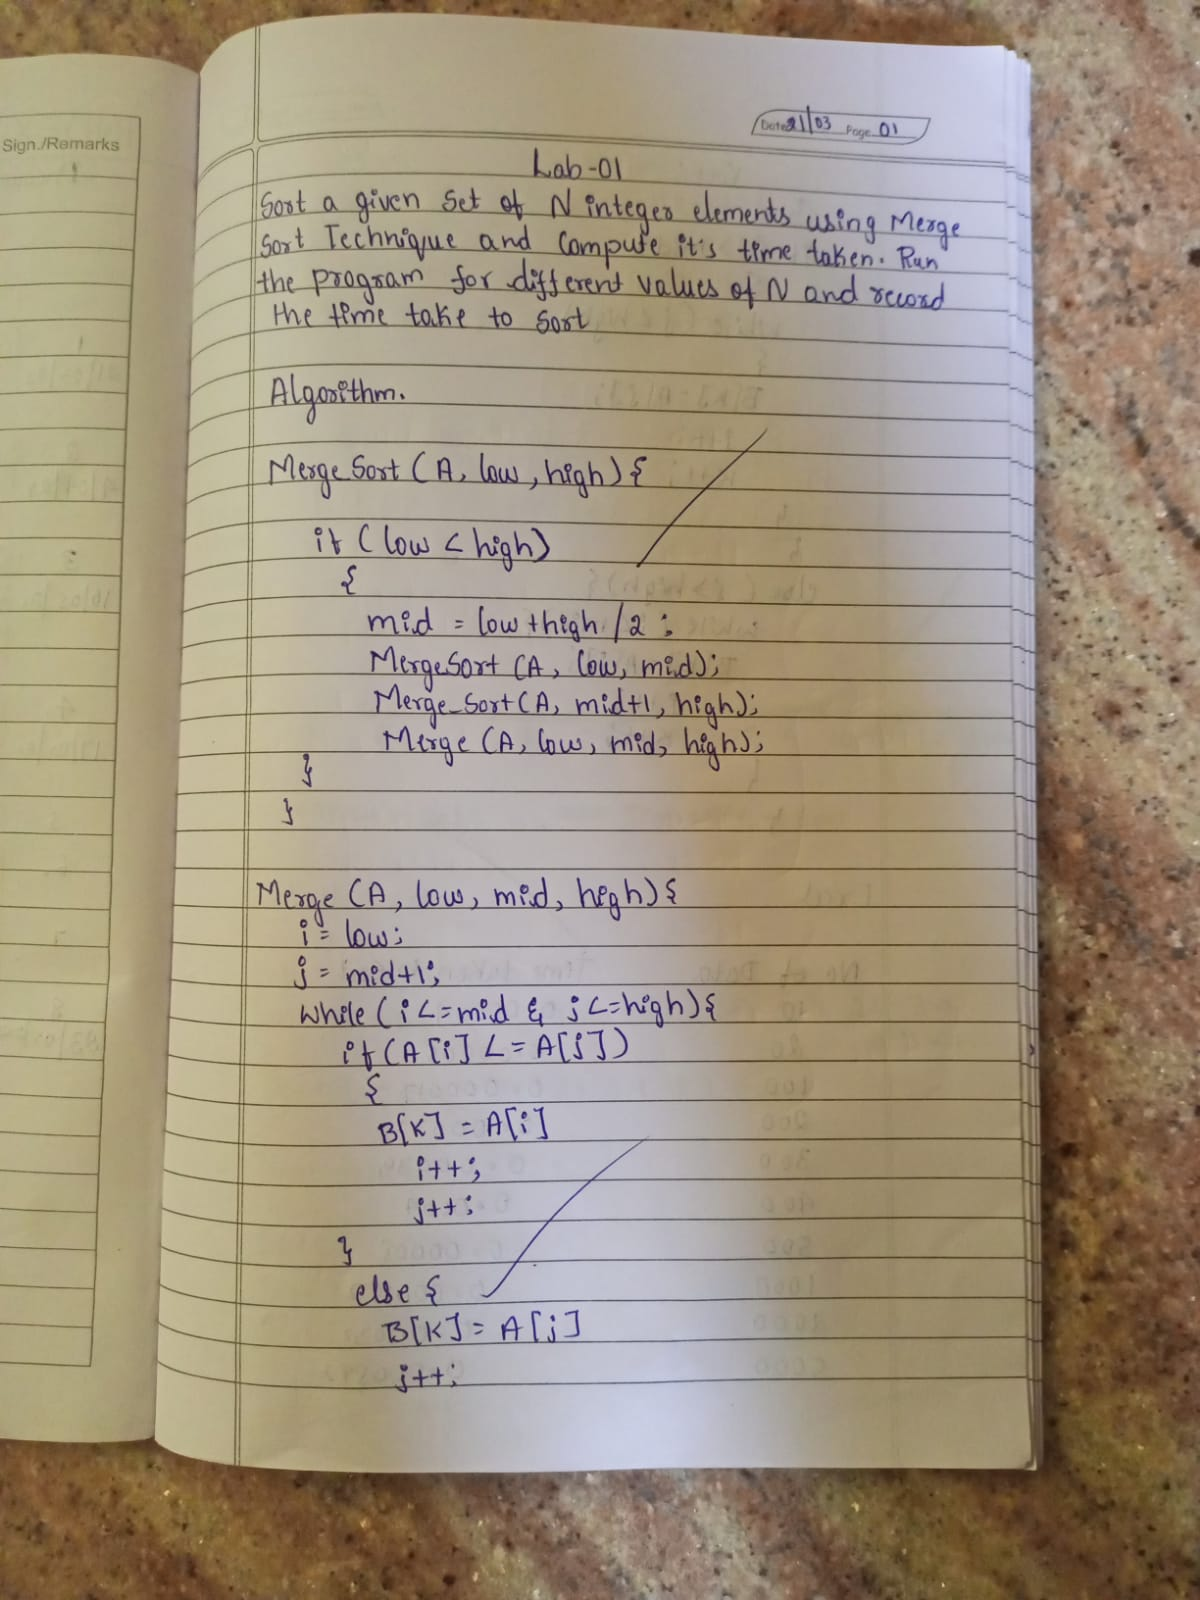 Sign./Remarks
Date 21/03 Page 01
Lab-01
Sort a given Set of N integer elements using Merge
Sort Technique and Compute it's time taken. Run
the program for different values of N and record
the time take to sort
Algorithm.
Merge Sort (A, low, high) {
if (low < high)
{
mid = low + high / 2 ;
MergeSort (A, low, mid);
Merge_Sort (A, mid+1, high);
Merge (A, low, mid, high);
}
}
Merge (A, low, mid, high) {
i = low;
j = mid+1;
while (i <= mid & j <= high) {
if (A[i] <= A[j])
{
B[K] = A[i]
i++;
j++;
}
else {
B[K] = A[j]
j++;